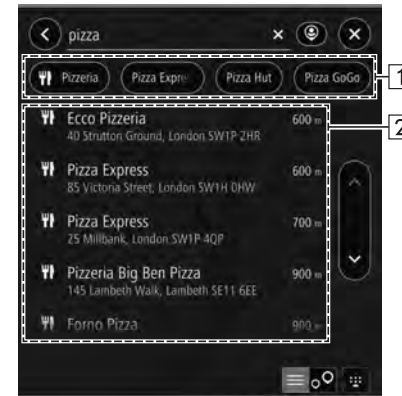 pizza
Pizzeria
Pizza Expre
Pizza Hut
Pizza GoGo
1
2
Ecco Pizzeria 600 m
40 Strutton Ground, London SW1P 2HR
Pizza Express 600 m
85 Victoria Street, London SW1H 0HW
Pizza Express 700 m
25 Millbank, London SW1P 4QP
Pizzeria Big Ben Pizza 900 m
145 Lambeth Walk, Lambeth SE11 6EE
Forno Pizza 900 m